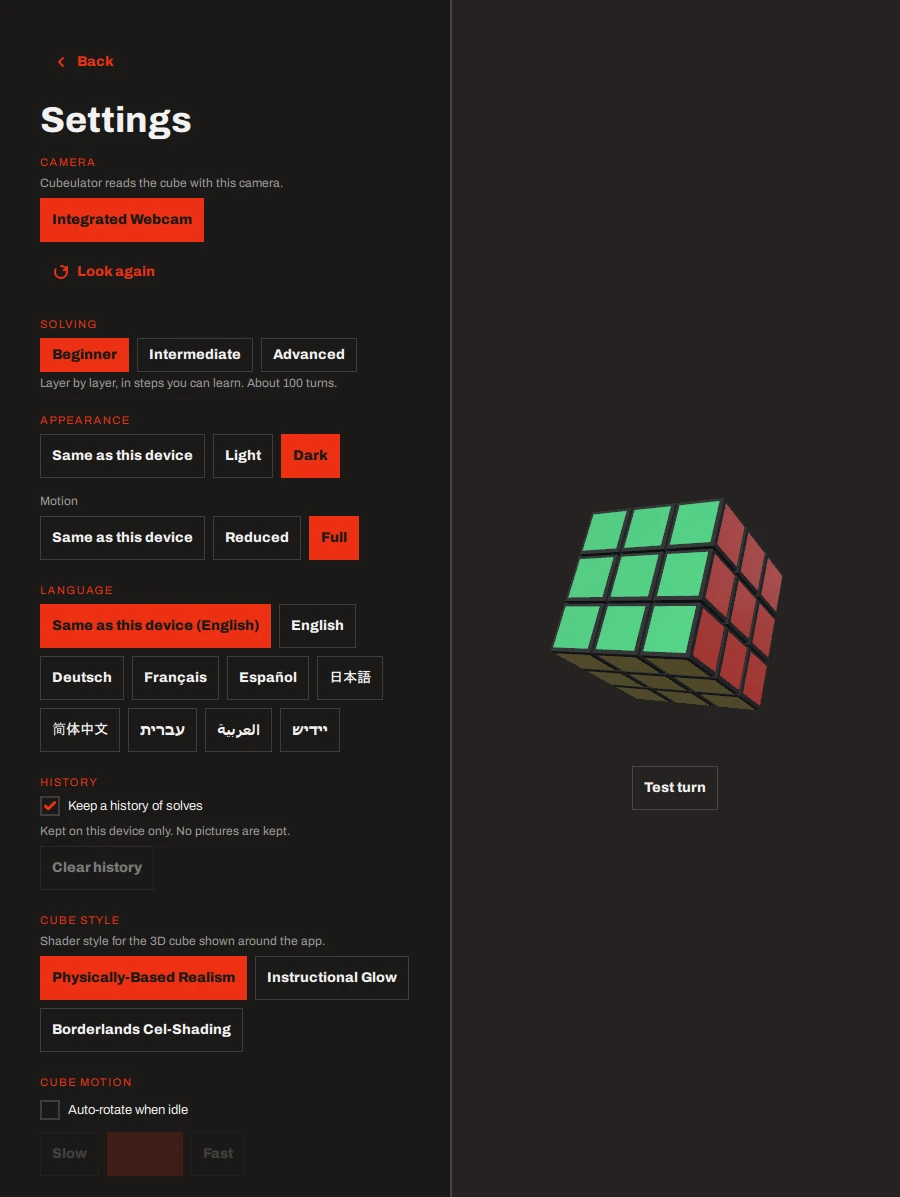 Back
Settings
CAMERA
Cubeulator reads the cube with this camera.
Integrated Webcam
Look again
SOLVING
Beginner Intermediate Advanced
Layer by layer, in steps you can learn. About 100 turns.
APPEARANCE
Same as this device Light Dark
Motion
Same as this device Reduced Full
LANGUAGE
Same as this device (English) English
Deutsch Français Español 日本語
简体中文 עברית العربية ייִדיש
HISTORY
Keep a history of solves
Kept on this device only. No pictures are kept.
Clear history
CUBE STYLE
Shader style for the 3D cube shown around the app.
Physically-Based Realism Instructional Glow
Borderlands Cel-Shading
CUBE MOTION
Auto-rotate when idle
Slow Fast
Test turn